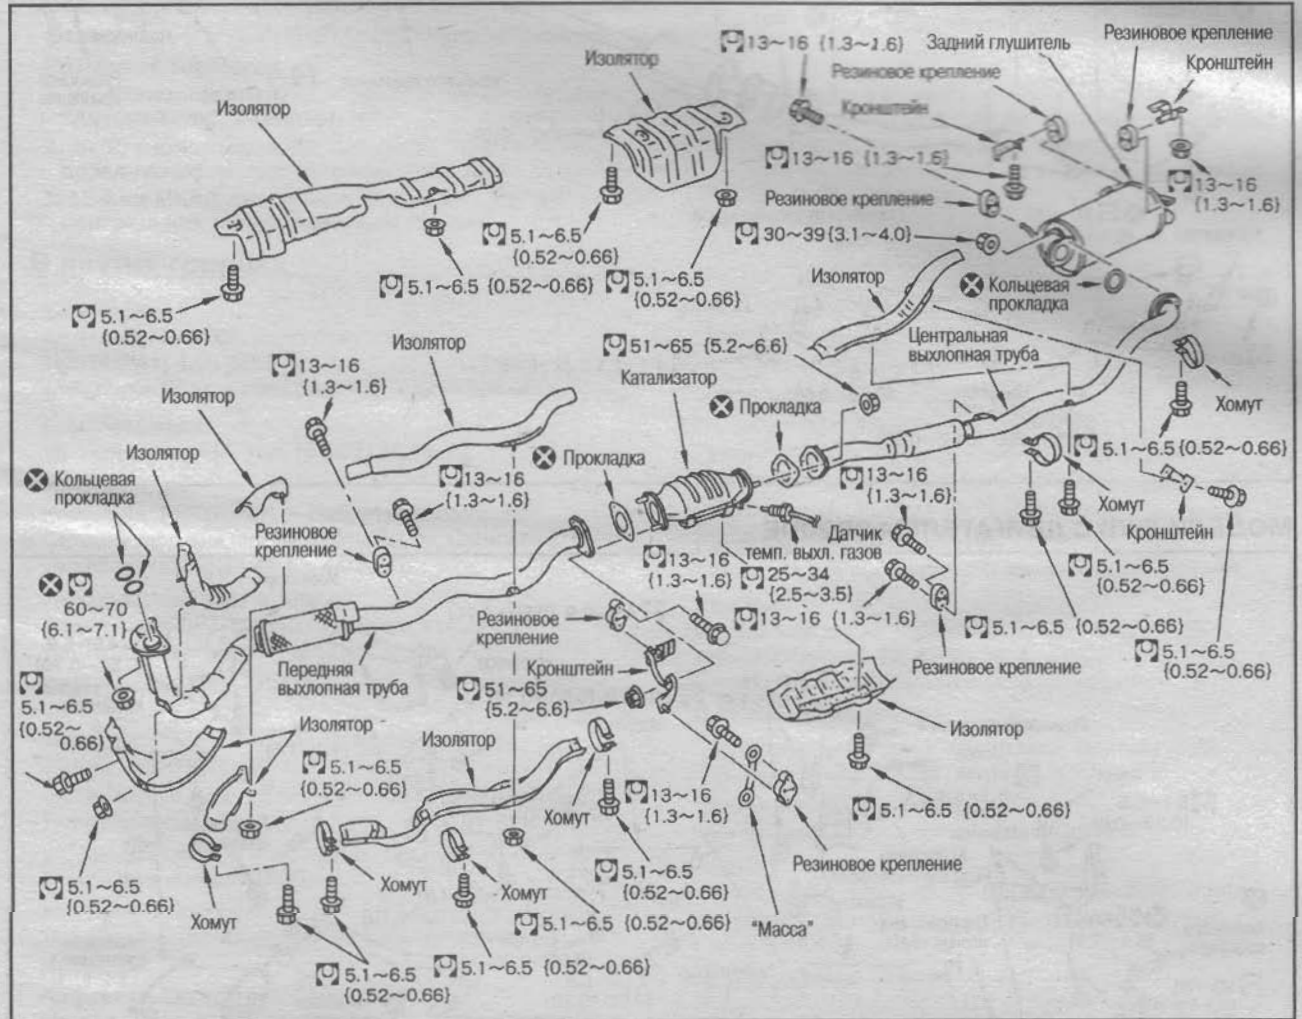 13~16 {1.3~1.6}
Задний глушитель
Резиновое крепление
Кронштейн
Изолятор
Резиновое крепление
Изолятор
Кронштейн
13~16 {1.3~1.6}
13~16
{1.3~1.6}
Резиновое крепление
5.1~6.5
{0.52~0.66}
30~39 {3.1~4.0}
5.1~6.5 {0.52~0.66}
5.1~6.5
{0.52~0.66}
Изолятор
Кольцевая
прокладка
5.1~6.5
{0.52~0.66}
13~16
{1.3~1.6}
Изолятор
51~65 {5.2~6.6}
Центральная
выхлопная труба
Катализатор
Изолятор
Прокладка
Хомут
Изолятор
5.1~6.5 {0.52~0.66}
Кольцевая
прокладка
Прокладка
13~16
{1.3~1.6}
13~16
{1.3~1.6}
Хомут
Резиновое
крепление
Датчик
темп. выхл. газов
Кронштейн
13~16
{1.3~1.6}
25~34
{2.5~3.5}
5.1~6.5
{0.52~0.66}
60~70
{6.1~7.1}
Резиновое
крепление
13~16 {1.3~1.6}
5.1~6.5 {0.52~0.66}
5.1~6.5
{0.52~0.66}
Передняя
выхлопная труба
Кронштейн
Резиновое крепление
51~65
{5.2~6.6}
5.1~6.5
{0.52~
0.66}
Изолятор
Изолятор
Изолятор
5.1~6.5
{0.52~0.66}
13~16
{1.3~1.6}
5.1~6.5 {0.52~0.66}
Хомут
Резиновое крепление
5.1~6.5
{0.52~0.66}
5.1~6.5
{0.52~0.66}
Хомут
Хомут
Хомут
5.1~6.5 {0.52~0.66}
"Масса"
5.1~6.5
{0.52~0.66}
5.1~6.5 {0.52~0.66}